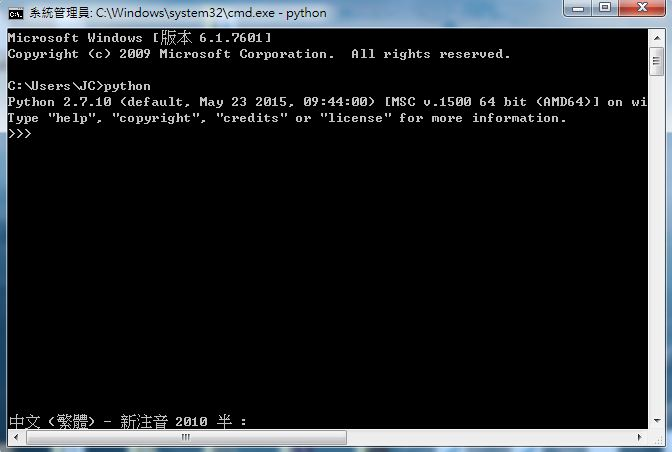 系統管理員: C:\Windows\system32\cmd.exe - python
Microsoft Windows [版本 6.1.7601]
Copyright (c) 2009 Microsoft Corporation.  All rights reserved.
C:\Users\JC>python
Python 2.7.10 (default, May 23 2015, 09:44:00) [MSC v.1500 64 bit (AMD64)] on wi
Type "help", "copyright", "credits" or "license" for more information.
>>>
中文 (繁體) - 新注音 2010 半 :